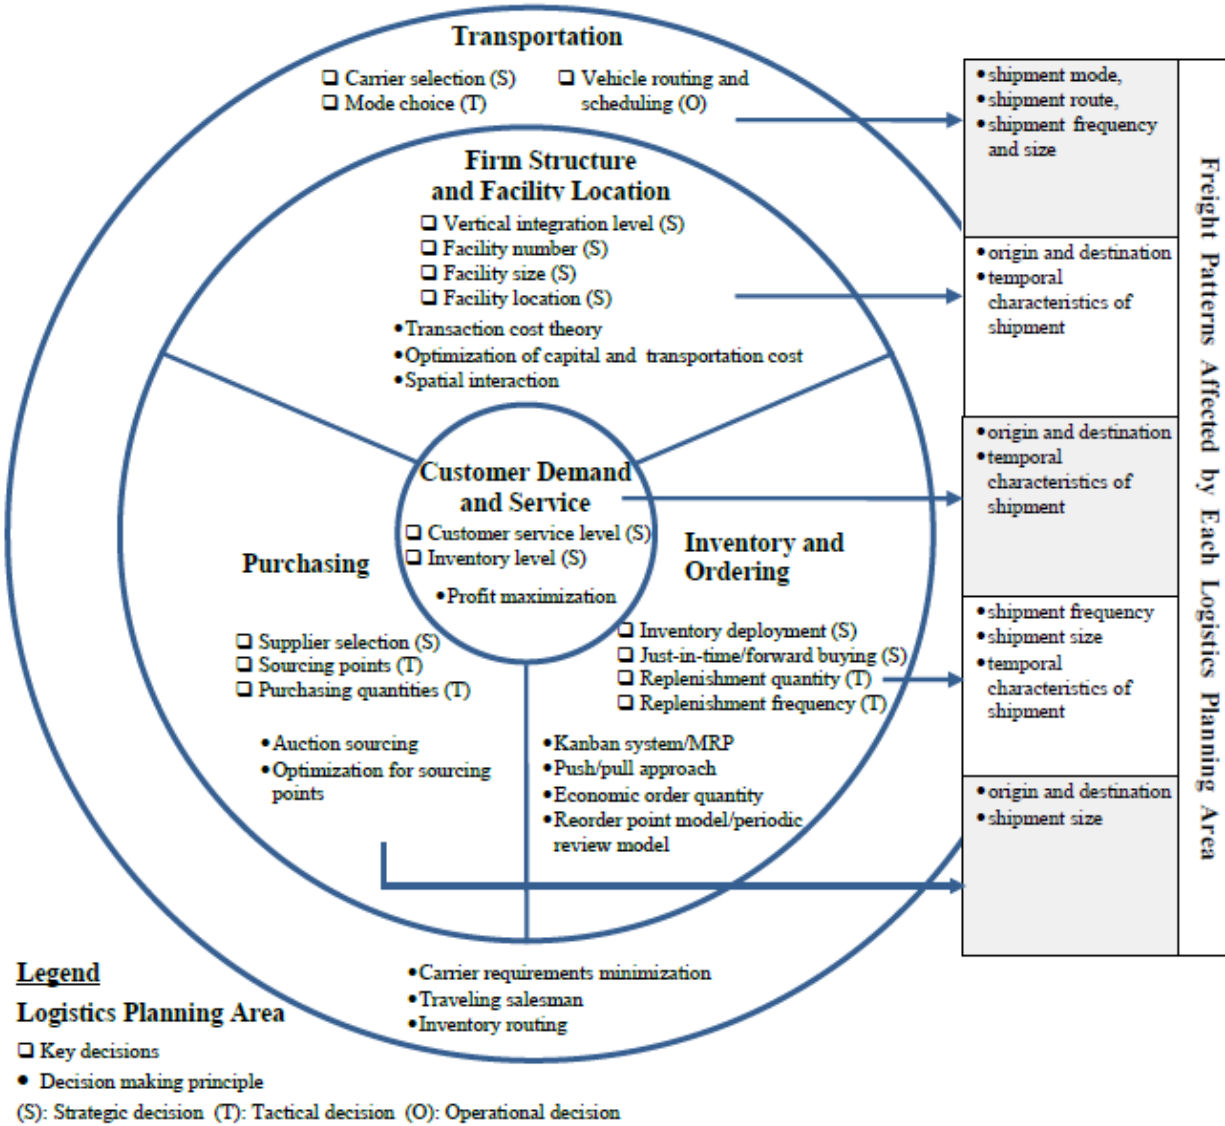 Transportation
❑ Carrier selection (S)
❑ Mode choice (T)
❑ Vehicle routing and
scheduling (O)
Firm Structure
and Facility Location
❑ Vertical integration level (S)
❑ Facility number (S)
❑ Facility size (S)
❑ Facility location (S)
•Transaction cost theory
•Optimization of capital and transportation cost
•Spatial interaction
Customer Demand
and Service
❑ Customer service level (S)
❑ Inventory level (S)
•Profit maximization
Purchasing
❑ Supplier selection (S)
❑ Sourcing points (T)
❑ Purchasing quantities (T)
•Auction sourcing
•Optimization for sourcing
points
Inventory and
Ordering
❑ Inventory deployment (S)
❑ Just-in-time/forward buying (S)
❑ Replenishment quantity (T)
❑ Replenishment frequency (T)
•Kanban system/MRP
•Push/pull approach
•Economic order quantity
•Reorder point model/periodic
review model
•Carrier requirements minimization
•Traveling salesman
•Inventory routing
•shipment mode,
•shipment route,
•shipment frequency
and size
•origin and destination
•temporal
characteristics of
shipment
•origin and destination
•temporal
characteristics of
shipment
•shipment frequency
•shipment size
•temporal
characteristics of
shipment
•origin and destination
•shipment size
Freight Patterns Affected by Each Logistics Planning Area
Legend
Logistics Planning Area
❑ Key decisions
• Decision making principle
(S): Strategic decision (T): Tactical decision (O): Operational decision